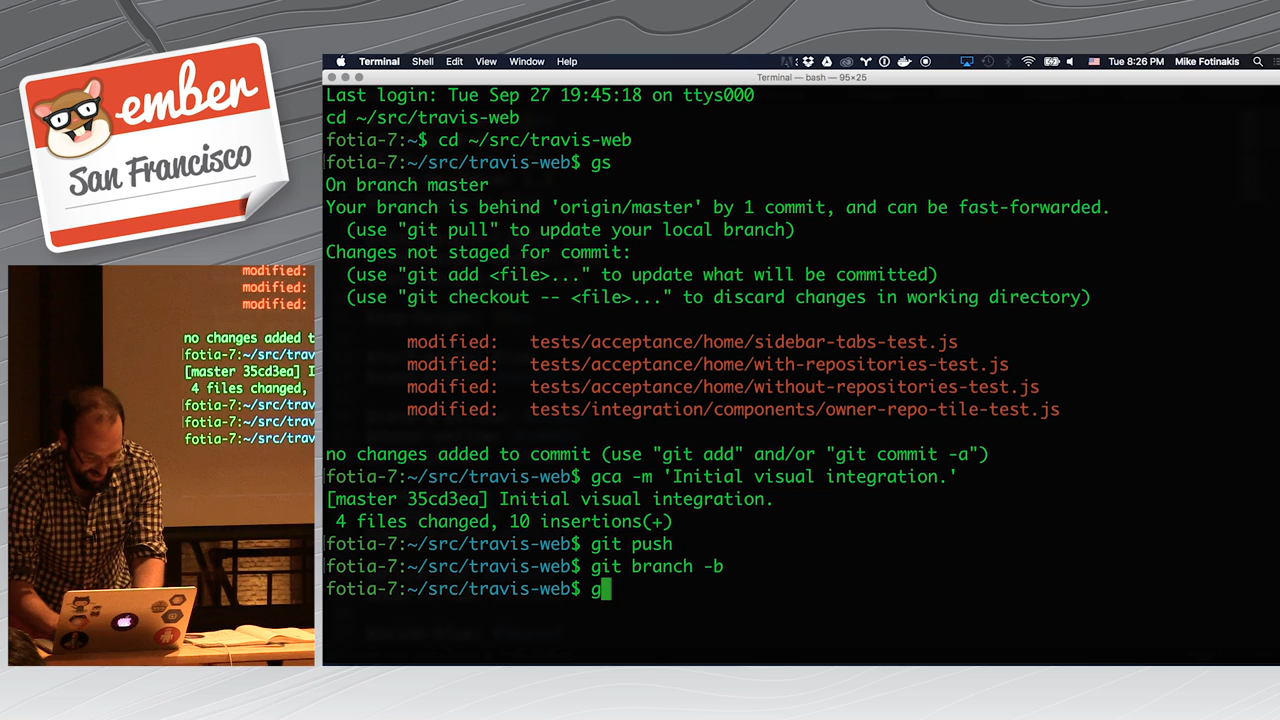 ember
San Francisco
Terminal Shell Edit View Window Help Tue 8:26 PM Mike Fotinakis
Terminal — bash — 95×25
Last login: Tue Sep 27 19:45:18 on ttys000
cd ~/src/travis-web
fotia-7:~$ cd ~/src/travis-web
fotia-7:~/src/travis-web$ gs
On branch master
Your branch is behind 'origin/master' by 1 commit, and can be fast-forwarded.
(use "git pull" to update your local branch)
Changes not staged for commit:
(use "git add <file>..." to update what will be committed)
(use "git checkout -- <file>..." to discard changes in working directory)
modified: tests/acceptance/home/sidebar-tabs-test.js
modified: tests/acceptance/home/with-repositories-test.js
modified: tests/acceptance/home/without-repositories-test.js
modified: tests/integration/components/owner-repo-tile-test.js
no changes added to commit (use "git add" and/or "git commit -a")
fotia-7:~/src/travis-web$ gca -m 'Initial visual integration.'
[master 35cd3ea] Initial visual integration.
4 files changed, 10 insertions(+)
fotia-7:~/src/travis-web$ git push
fotia-7:~/src/travis-web$ git branch -b
fotia-7:~/src/travis-web$ g
modified:
modified:
modified:
no changes added t
fotia-7:~/src/trav
[master 35cd3ea] I
4 files changed,
fotia-7:~/src/trav
fotia-7:~/src/trav
fotia-7:~/src/trav